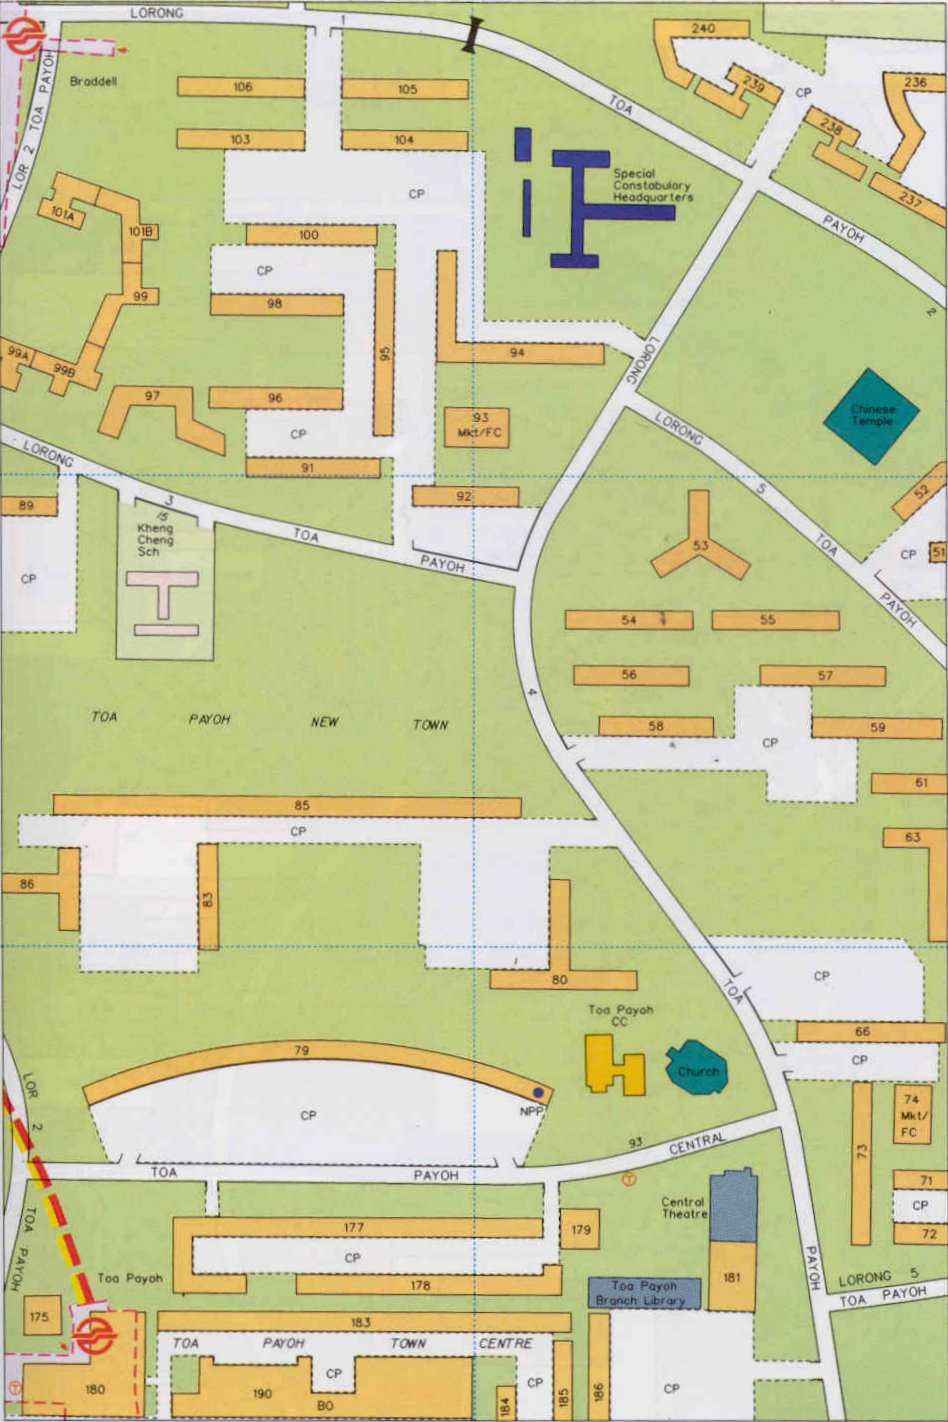 LORONG
1
240
Braddell
106
105
239
CP
236
TOA
LOR 2 TOA PAYOH
103
104
238
Special
Constabulary
Headquarters
CP
237
101A
101B
100
PAYOH
CP
99
98
2
LORONG
99A
99B
95
94
97
96
93
Mkt/FC
Chinese
Temple
LORONG
CP
LORONG
91
5
89
3
92
52
15
Kheng
Cheng
Sch
TOA
53
TOA
CP
51
PAYOH
CP
PAYOH
54
55
56
57
4
TOA
PAYOH
NEW
TOWN
58
59
CP
61
85
CP
63
86
83
CP
80
TOA
Toa Payoh
CC
66
79
CP
Church
LOR
2
CP
NPP
74
Mkt/
FC
93
CENTRAL
73
TOA
PAYOH
T
71
Central
Theatre
CP
177
179
72
TOA PAYOH
CP
PAYOH
Toa Payoh
178
Toa Payoh
Branch Library
181
LORONG 5
TOA PAYOH
175
183
TOA
PAYOH
TOWN
CENTRE
CP
CP
T
180
190
BO
184
185
186
CP